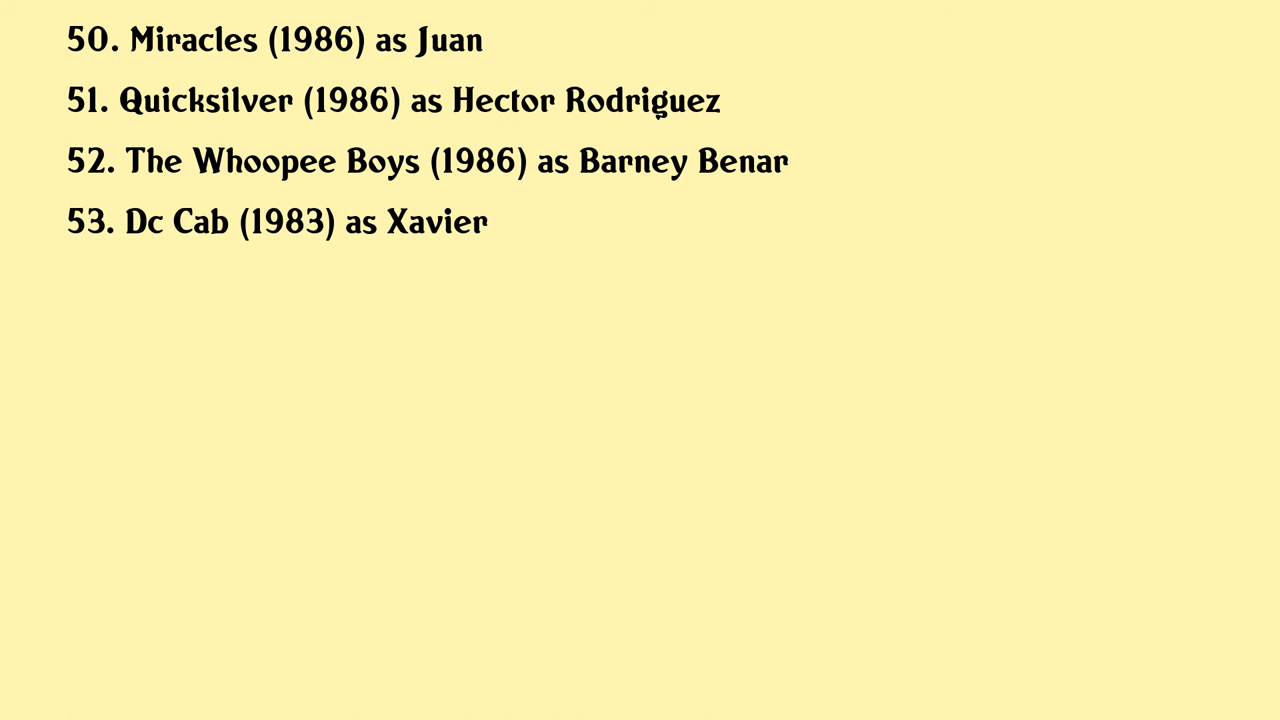 50. Miracles (1986) as Juan
51. Quicksilver (1986) as Hector Rodriguez
52. The Whoopee Boys (1986) as Barney Benar
53. Dc Cab (1983) as Xavier